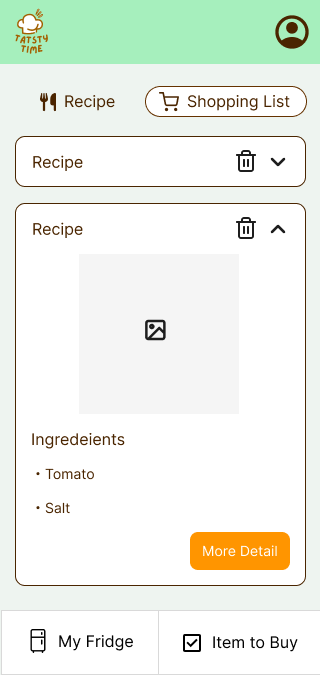 TATSTY
TIME
Recipe
Shopping List
Recipe
Recipe
Ingredeients
• Tomato
• Salt
More Detail
My Fridge
Item to Buy